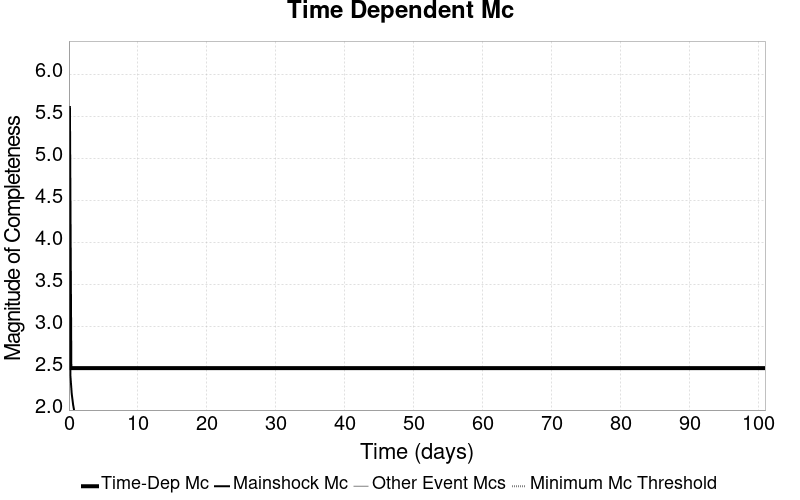 Time Dependent Mc
6.0
5.5
5.0
4.5
4.0
3.5
3.0
2.5
2.0
Magnitude of Completeness
0 10 20 30 40 50 60 70 80 90 100
Time (days)
Time-Dep Mc Mainshock Mc Other Event Mcs Minimum Mc Threshold